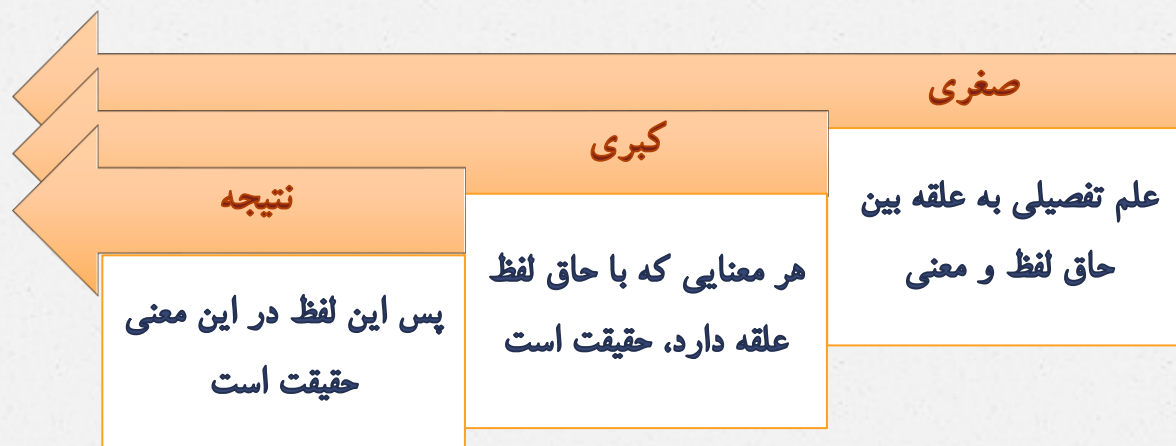 صغری
علم تفصیلی به علقه بین
حاق لفظ و معنی
کبری
هر معنایی که با حاق لفظ
علقه دارد، حقیقت است
نتیجه
پس این لفظ در این معنی
حقیقت است